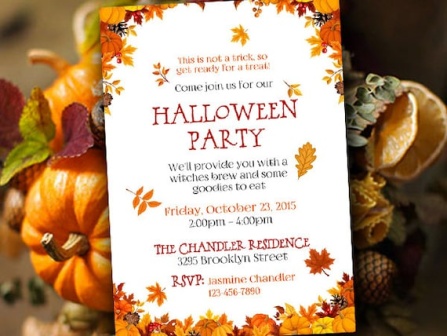 This is not a trick, so
get ready for a treat!
Come join us for our
HALLOWEEN
PARTY
We'll provide you with a
witches brew and some
goodies to eat
Friday, October 23, 2015
2:00pm - 4:00pm
THE CHANDLER RESIDENCE
3295 Brooklyn Street
RSVP: Jasmine Chandler
123-456-7890